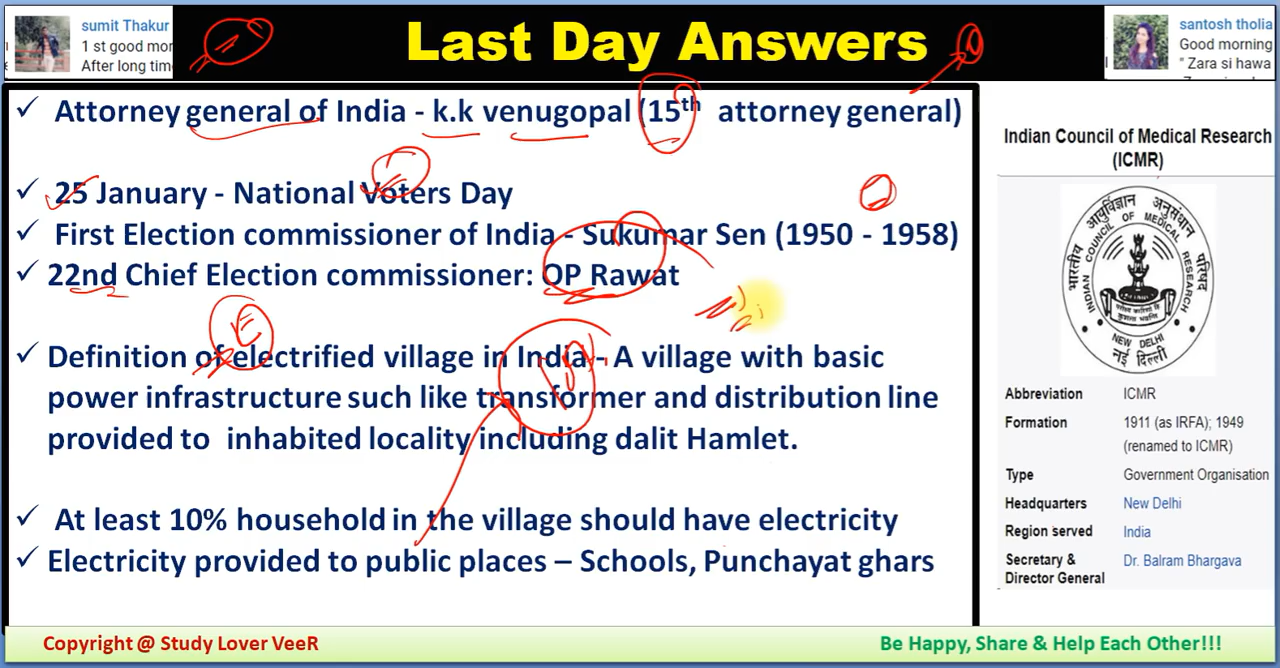 sumit Thakur
1 st good mor
After long time
Last Day Answers
santosh tholia
Good morning
" Zara si hawa
✓ Attorney general of India - k.k venugopal (15th attorney general)
✓ 25 January - National Voters Day
✓ First Election commissioner of India - Sukumar Sen (1950 - 1958)
✓ 22nd Chief Election commissioner: OP Rawat
✓ Definition of electrified village in India - A village with basic
power infrastructure such like transformer and distribution line
provided to inhabited locality including dalit Hamlet.
✓ At least 10% household in the village should have electricity
✓ Electricity provided to public places – Schools, Punchayat ghars
Indian Council of Medical Research
(ICMR)
भारतीय आयुर्विज्ञान अनुसंधान परिषद
INDIAN COUNCIL OF MEDICAL RESEARCH
NEW DELHI
नई दिल्ली
Abbreviation ICMR
Formation 1911 (as IRFA); 1949
(renamed to ICMR)
Type Government Organisation
Headquarters New Delhi
Region served India
Secretary & Dr. Balram Bhargava
Director General
Copyright @ Study Lover VeeR
Be Happy, Share & Help Each Other!!!